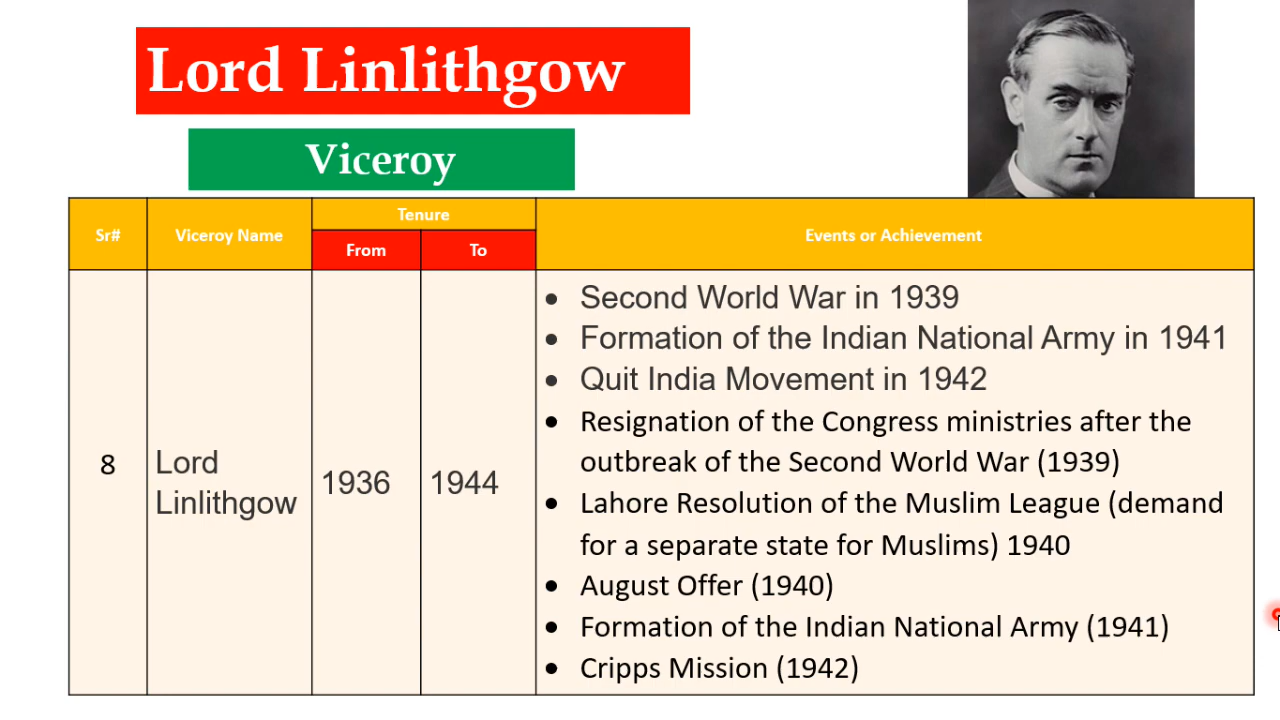 Lord Linlithgow
Viceroy
Sr#
Viceroy Name
Tenure
From
To
Events or Achievement
8
Lord
Linlithgow
1936
1944
• Second World War in 1939
• Formation of the Indian National Army in 1941
• Quit India Movement in 1942
• Resignation of the Congress ministries after the
outbreak of the Second World War (1939)
• Lahore Resolution of the Muslim League (demand
for a separate state for Muslims) 1940
• August Offer (1940)
• Formation of the Indian National Army (1941)
• Cripps Mission (1942)